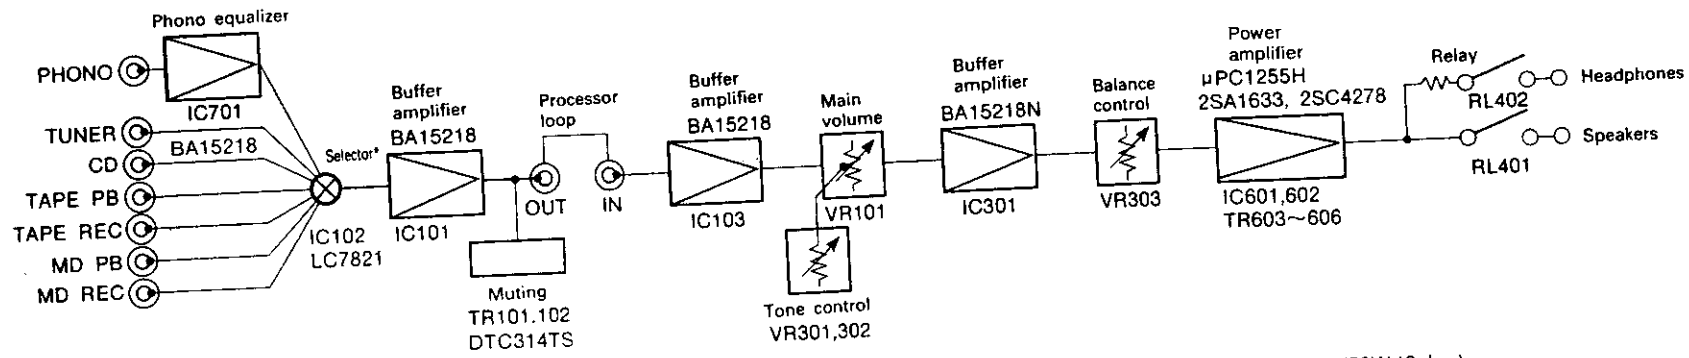 Phono equalizer
PHONO
IC701
BA15218
TUNER
CD
TAPE PB
TAPE REC
MD PB
MD REC
Selector*
IC102
LC7821
Buffer
amplifier
BA15218
IC101
Processor
loop
OUT
IN
Muting
TR101.102
DTC314TS
Buffer
amplifier
BA15218
IC103
Main
volume
VR101
Tone control
VR301,302
Buffer
amplifier
BA15218N
IC301
Balance
control
VR303
Power
amplifier
µPC1255H
2SA1633, 2SC4278
IC601,602
TR603~606
Relay
RL402
Headphones
RL401
Speakers